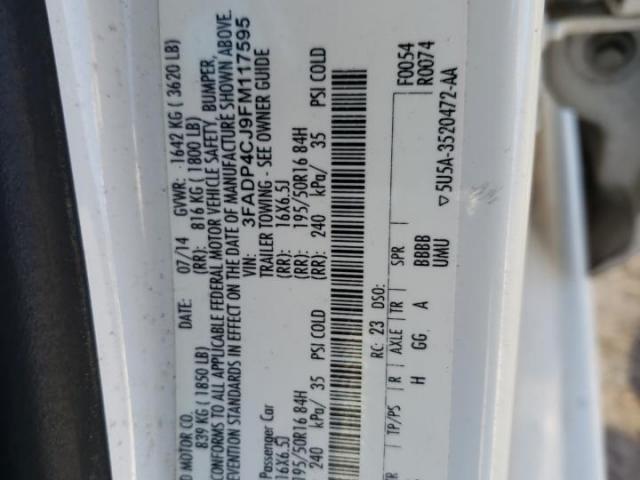 D MOTOR CO.
DATE: 07/14 GVWR: 1642 KG ( 3620 LB)
839 KG ( 1850 LB) (RR): 816 KG ( 1800 LB)
CONFORMS TO ALL APPLICABLE FEDERAL MOTOR VEHICLE SAFETY, BUMPER,
EVENTION STANDARDS IN EFFECT ON THE DATE OF MANUFACTURE SHOWN ABOVE.
VIN: 3FADP4CJ9FM117595
Passenger Car TRAILER TOWING - SEE OWNER GUIDE
16X6.5J (RR): 16X6.5J
195/50R16 84H (RR): 195/50R16 84H
240 kPa/ 35 PSI COLD (RR): 240 kPa/ 35 PSI COLD
RC: 23 DSO:
TR TP/PS R AXLE TR SPR F0054
H GG A BBBB R0074
UMU
▽5U5A-3520472-AA